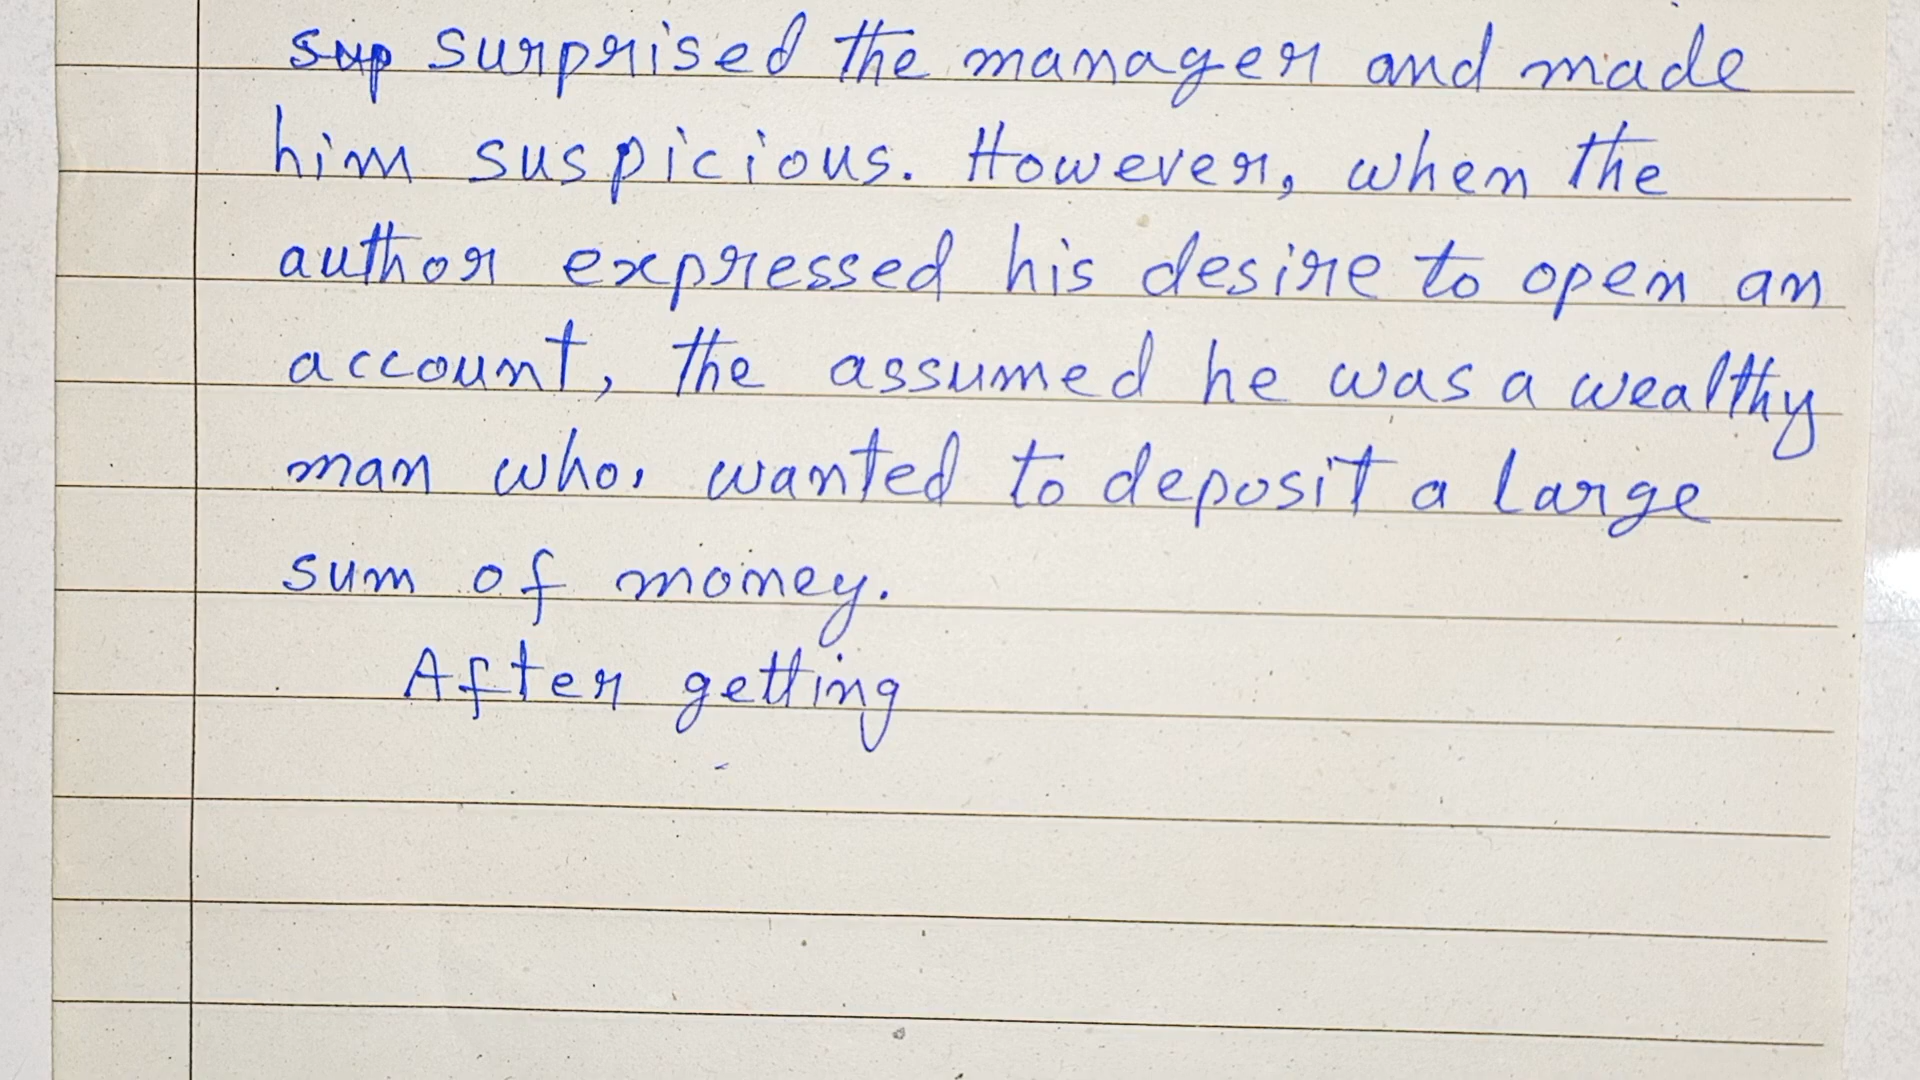 sup surprised the manager and made
him suspicious. However, when the
author expressed his desire to open an
account, the assumed he was a wealthy
man who, wanted to deposit a large
sum of money.
After getting